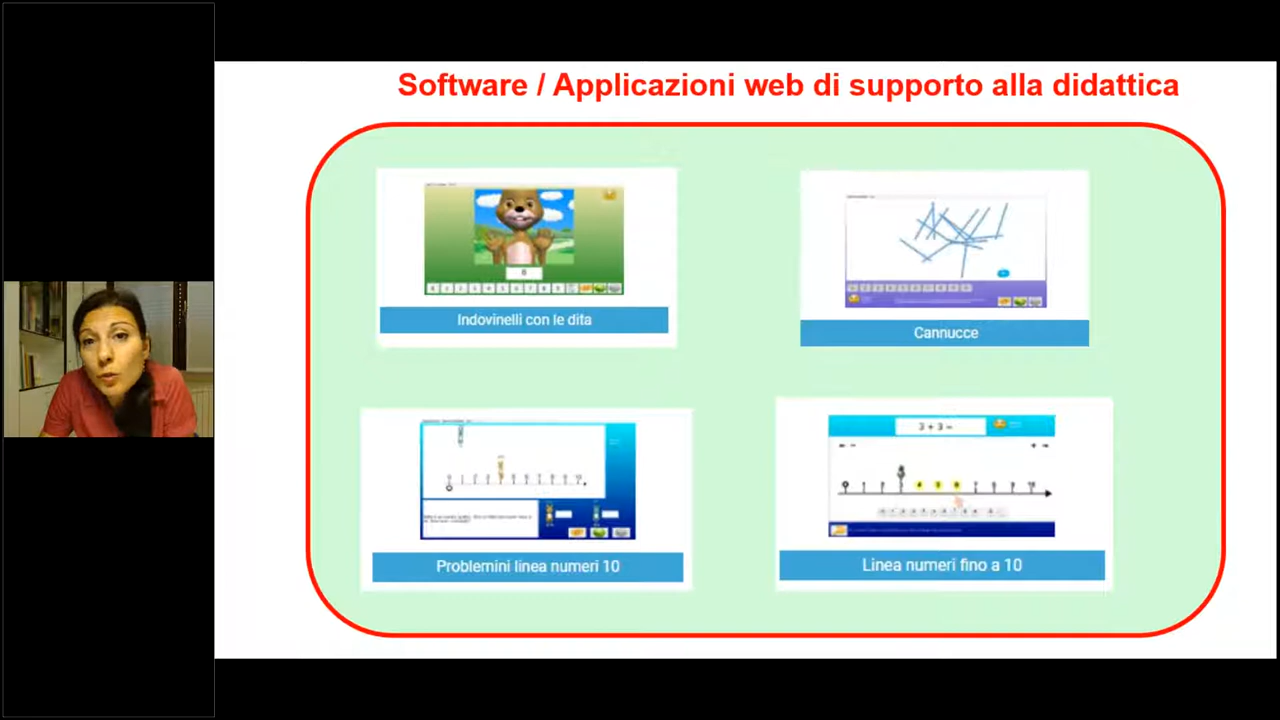 Software / Applicazioni web di supporto alla didattica
Indovinelli con le dita
Cannucce
3 + 3 =
Problemini linea numeri 10
Linea numeri fino a 10